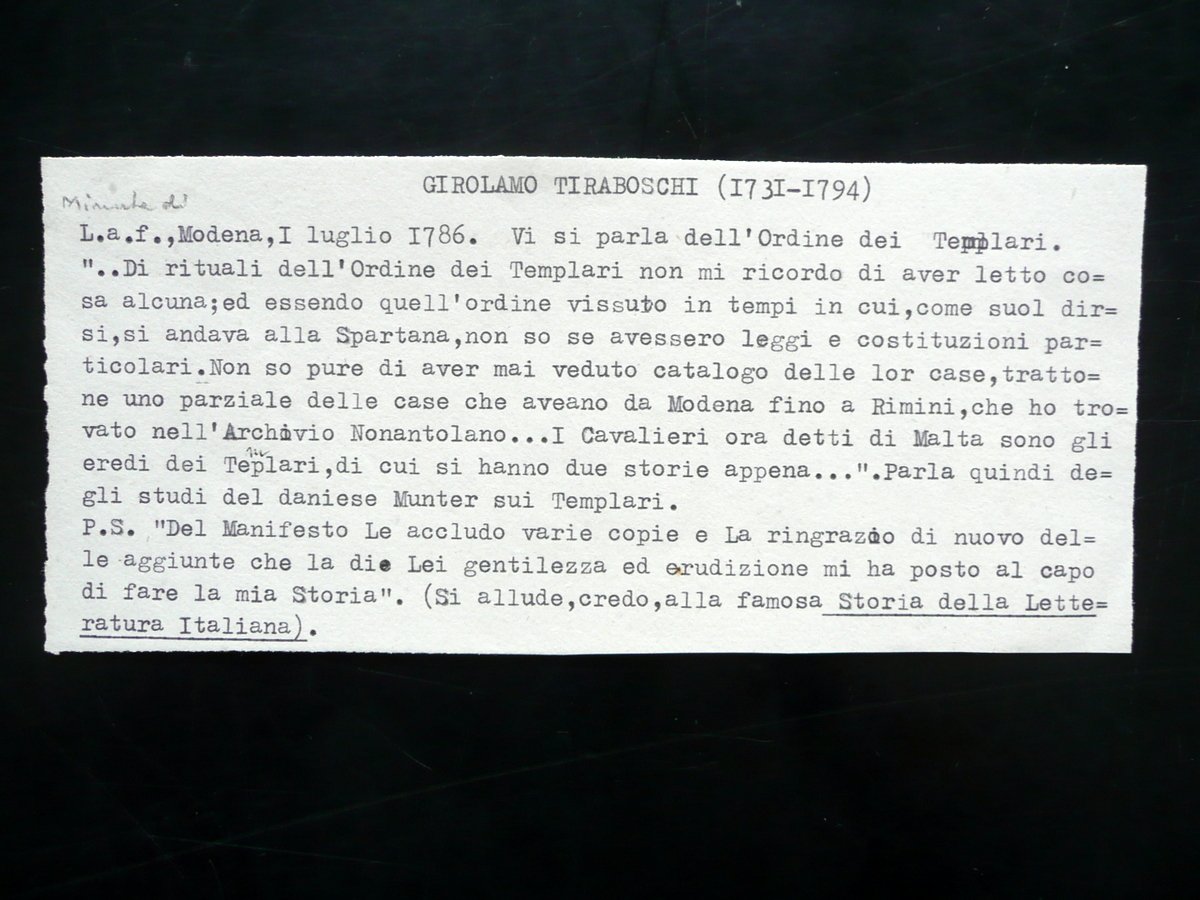 GIROLAMO TIRABOSCHI (I73I-I794)
Minuta di
L.a.f.,Modena,I luglio I786. Vi si parla dell'Ordine dei Templari.
"..Di rituali dell'Ordine dei Templari non mi ricordo di aver letto co=
sa alcuna;ed essendo quell'ordine vissuto in tempi in cui,come suol dir=
si,si andava alla Spartana,non so se avessero leggi e costituzioni par=
ticolari.Non so pure di aver mai veduto catalogo delle lor case,tratto=
ne uno parziale delle case che aveano da Modena fino a Rimini,che ho tro=
vato nell'Archivio Nonantolano...I Cavalieri ora detti di Malta sono gli
eredi dei Teplari,di cui si hanno due storie appena...".Parla quindi de=
gli studi del daniese Munter sui Templari.
P.S. "Del Manifesto Le accludo varie copie e La ringrazio di nuovo del=
le aggiunte che la die Lei gentilezza ed erudizione mi ha posto al capo
di fare la mia Storia". (Si allude,credo,alla famosa Storia della Lette=
ratura Italiana).